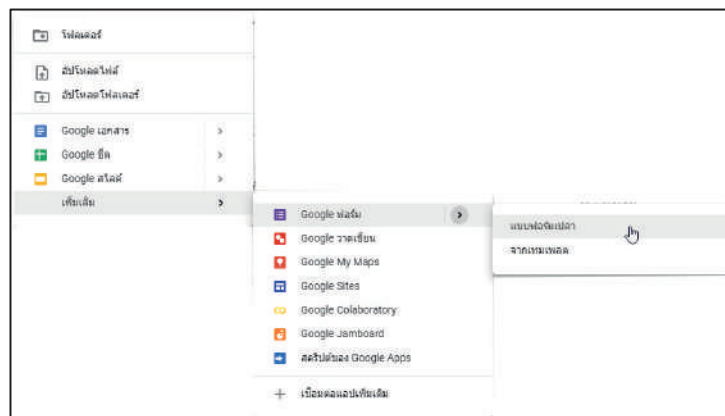 โฟลเดอร์
อัปโหลดไฟล์
อัปโหลดโฟลเดอร์
Google เอกสาร
Google ชีต
Google สไลด์
เพิ่มเติม
Google ฟอร์ม
Google วาดเขียน
Google My Maps
Google Sites
Google Colaboratory
Google Jamboard
สคริปต์ของ Google Apps
เชื่อมต่อแอปเพิ่มเติม
แบบฟอร์มเปล่า
จากเทมเพลต